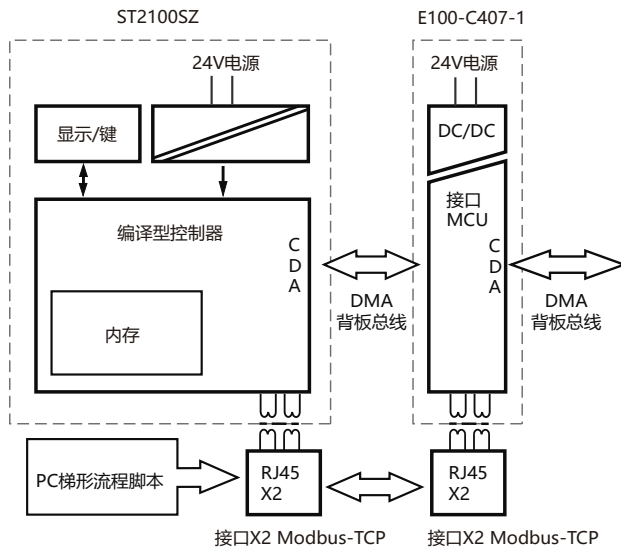 ST2100SZ
E100-C407-1
24V电源
24V电源
显示/键
DC/DC
编译型控制器
C
D
A
内存
接口
MCU
C
D
A
DMA
背板总线
DMA
背板总线
PC梯形流程脚本
RJ45
X2
RJ45
X2
接口X2 Modbus-TCP
接口X2 Modbus-TCP